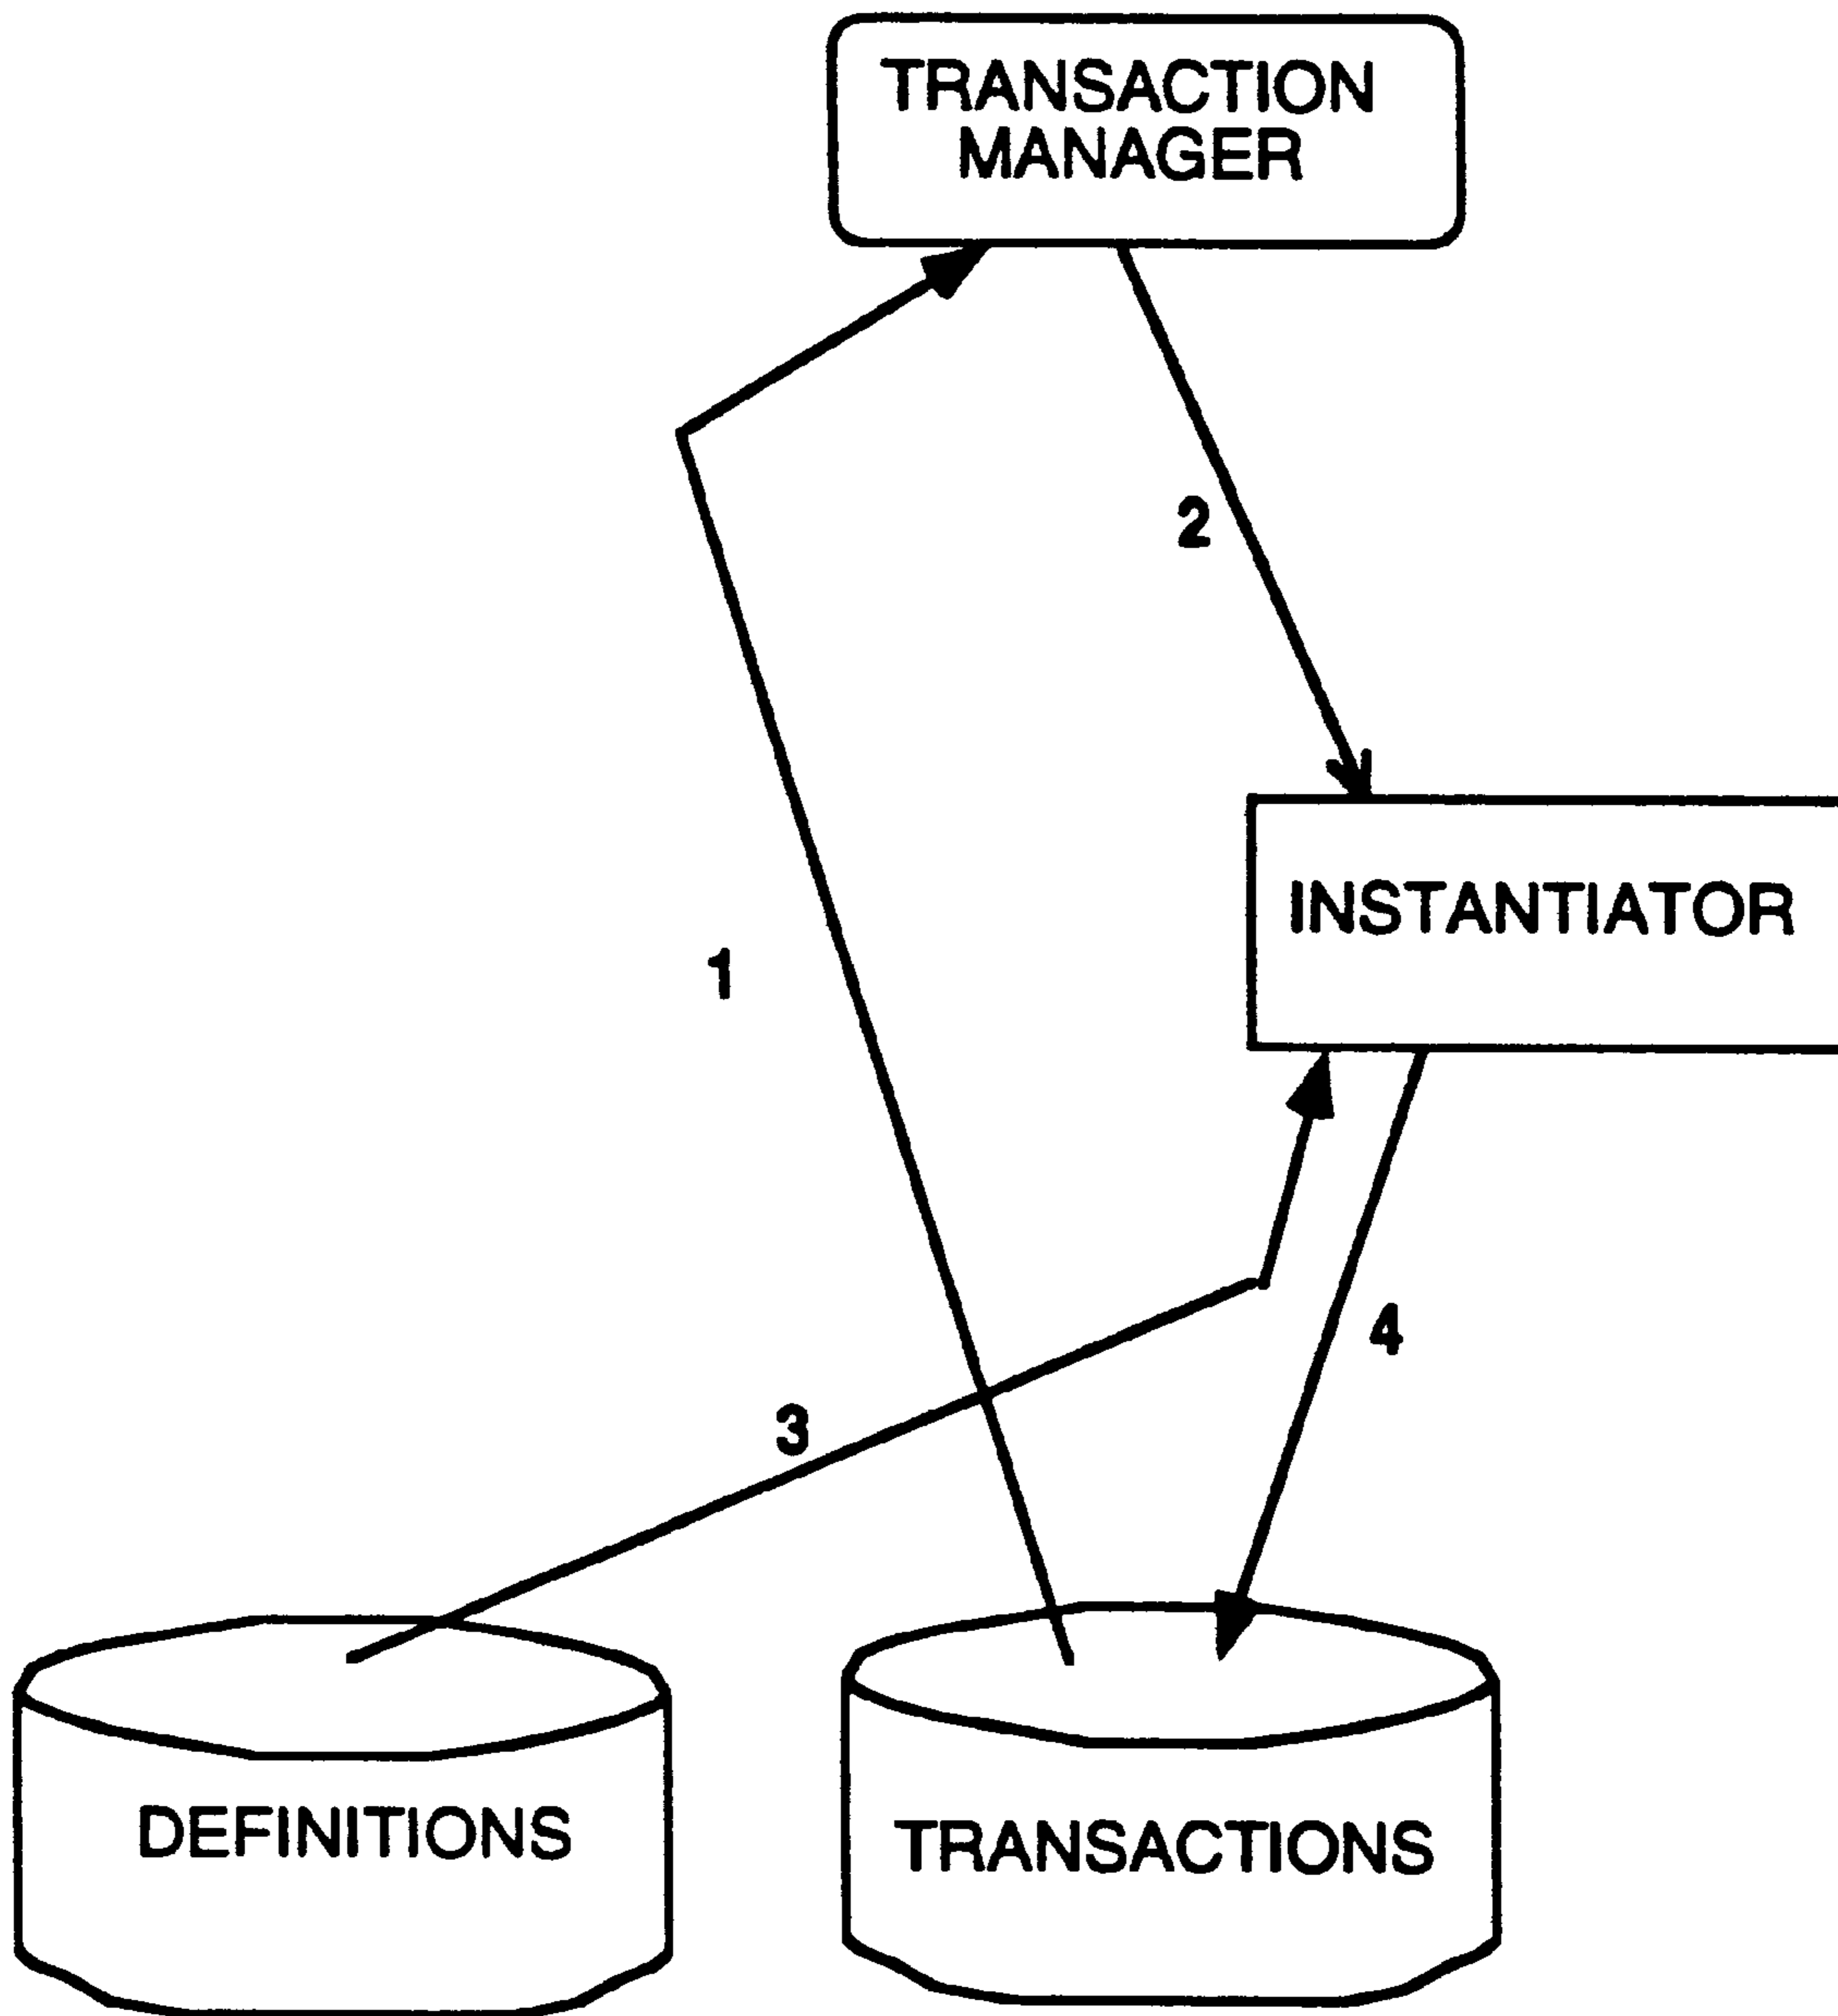 TRANSACTION
MANAGER
2
INSTANTIATOR
1
4
3
DEFINITIONS
TRANSACTIONS